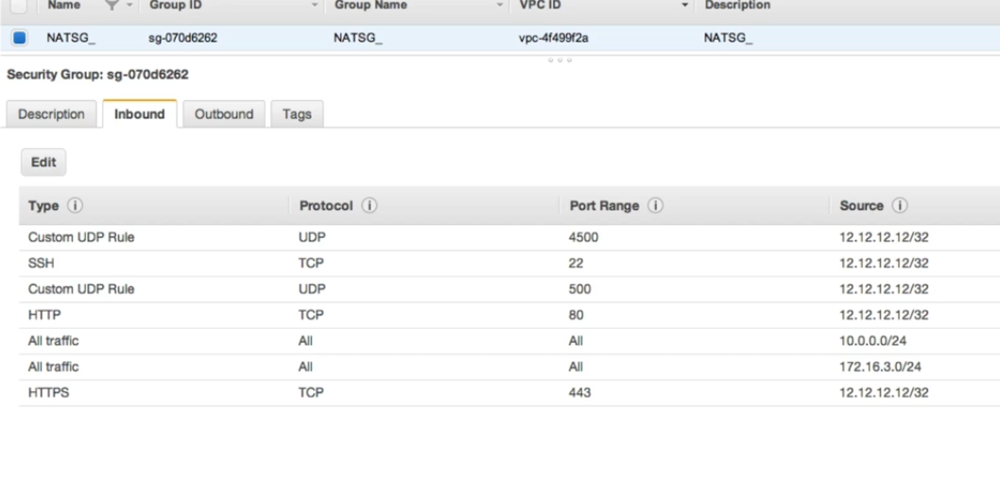 Name Group ID Group Name VPC ID Description
NATSG_ sg-070d6262 NATSG_ vpc-4f499f2a NATSG_
Security Group: sg-070d6262
Description Inbound Outbound Tags
Edit
Type i Protocol i Port Range i Source i
Custom UDP Rule UDP 4500 12.12.12.12/32
SSH TCP 22 12.12.12.12/32
Custom UDP Rule UDP 500 12.12.12.12/32
HTTP TCP 80 12.12.12.12/32
All traffic All All 10.0.0.0/24
All traffic All All 172.16.3.0/24
HTTPS TCP 443 12.12.12.12/32